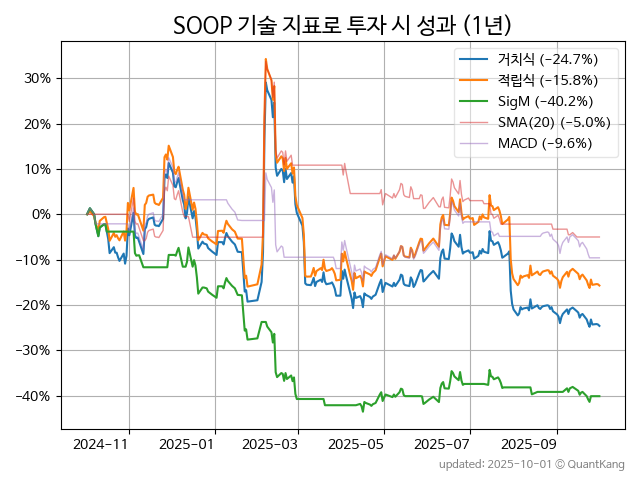 SOOP 기술 지표로 투자 시 성과 (1년)
거치식 (−24.7%)
적립식 (−15.8%)
SigM (−40.2%)
SMA(20) (−5.0%)
MACD (−9.6%)
30%
20%
10%
0%
−10%
−20%
−30%
−40%
2024-11 2025-01 2025-03 2025-05 2025-07 2025-09
updated: 2025-10-01 © QuantKang